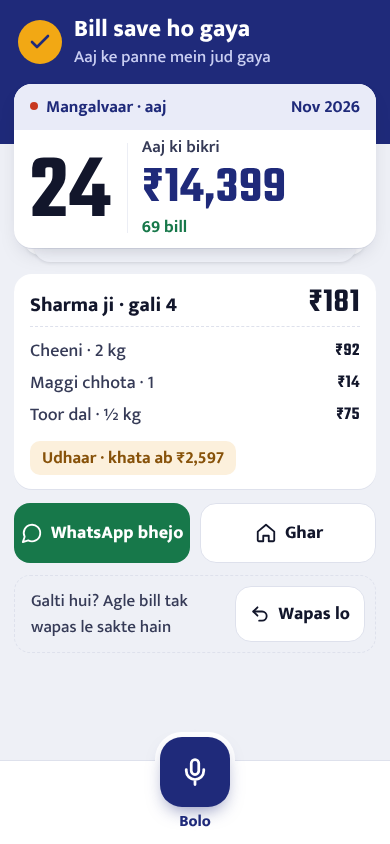 Bill save ho gaya
Aaj ke panne mein jud gaya
Mangalvaar · aaj Nov 2026
24
Aaj ki bikri
₹14,399
69 bill
Sharma ji · gali 4 ₹181
Cheeni · 2 kg ₹92
Maggi chhota · 1 ₹14
Toor dal · ½ kg ₹75
Udhaar · khata ab ₹2,597
WhatsApp bhejo Ghar
Galti hui? Agle bill tak
wapas le sakte hain
Wapas lo
Bolo